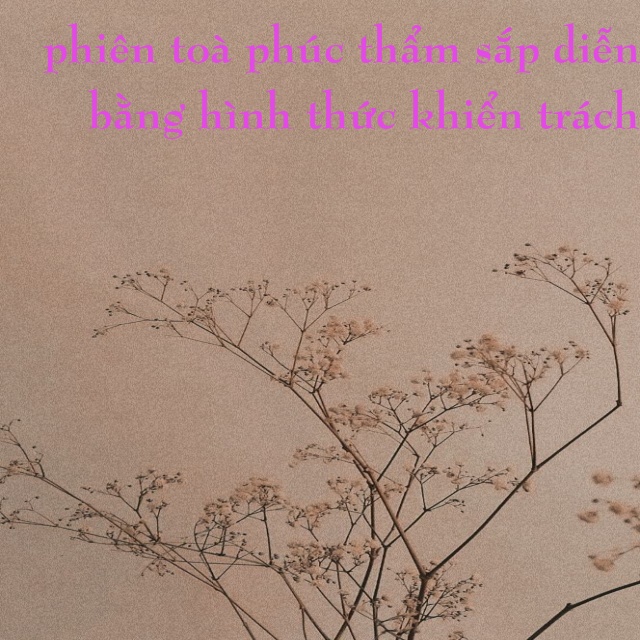 phiên toà phúc thẩm sắp diễn
bằng hình thức khiển trách